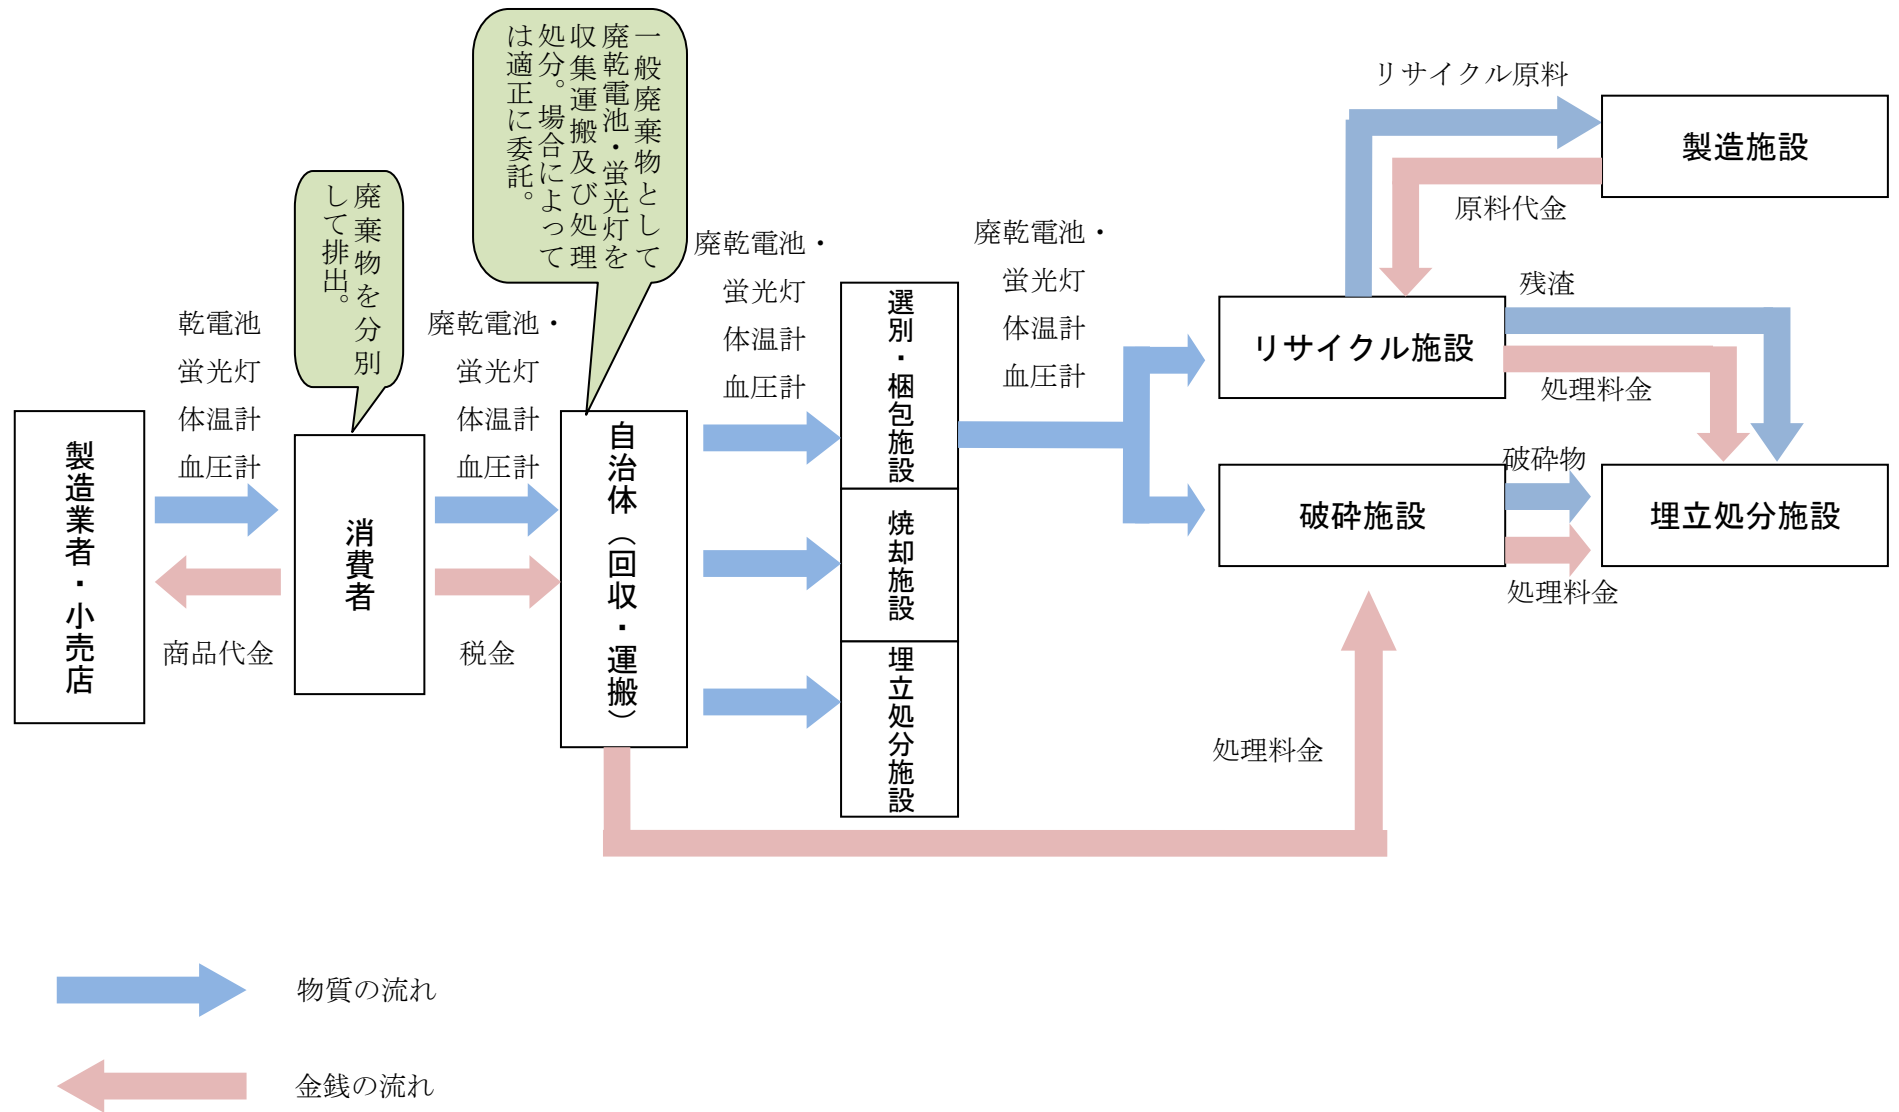 一般廃棄物として
廃乾電池・蛍光灯を
収集運搬及び処理
処分。場合によって
は適正に委託。
廃棄物を分別
して排出。
製造業者・小売店
乾電池
蛍光灯
体温計
血圧計
商品代金
消費者
廃乾電池・
蛍光灯
体温計
血圧計
税金
自治体（回収・運搬）
廃乾電池・
蛍光灯
体温計
血圧計
選別・梱包施設
焼却施設
埋立処分施設
廃乾電池・
蛍光灯
体温計
血圧計
リサイクル原料
製造施設
原料代金
リサイクル施設
残渣
処理料金
破砕施設
破砕物
処理料金
埋立処分施設
処理料金
物質の流れ
金銭の流れ